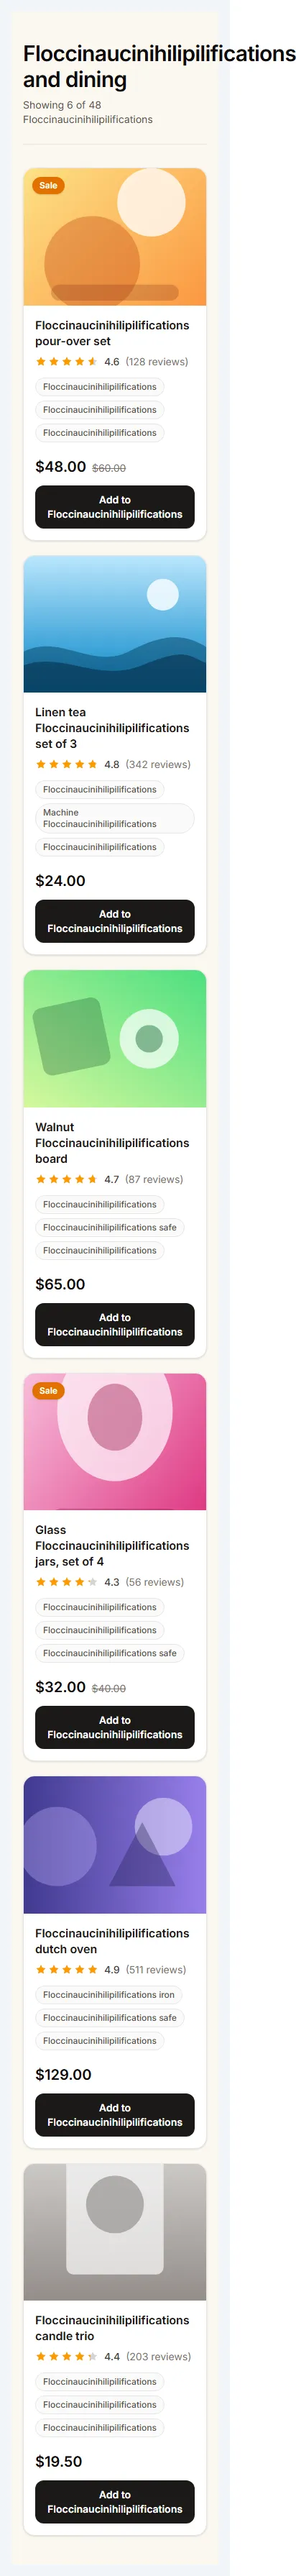 Floccinaucinihilipilifications
and dining
Showing 6 of 48
Floccinaucinihilipilifications
Sale
Floccinaucinihilipilifications
pour-over set
4.6 (128 reviews)
Floccinaucinihilipilifications
Floccinaucinihilipilifications
Floccinaucinihilipilifications
$48.00 $60.00
Add to
Floccinaucinihilipilifications
Linen tea
Floccinaucinihilipilifications
set of 3
4.8 (342 reviews)
Floccinaucinihilipilifications
Machine
Floccinaucinihilipilifications
Floccinaucinihilipilifications
$24.00
Add to
Floccinaucinihilipilifications
Walnut
Floccinaucinihilipilifications
board
4.7 (87 reviews)
Floccinaucinihilipilifications
Floccinaucinihilipilifications safe
Floccinaucinihilipilifications
$65.00
Add to
Floccinaucinihilipilifications
Sale
Glass
Floccinaucinihilipilifications
jars, set of 4
4.3 (56 reviews)
Floccinaucinihilipilifications
Floccinaucinihilipilifications
Floccinaucinihilipilifications safe
$32.00 $40.00
Add to
Floccinaucinihilipilifications
Floccinaucinihilipilifications
dutch oven
4.9 (511 reviews)
Floccinaucinihilipilifications iron
Floccinaucinihilipilifications safe
Floccinaucinihilipilifications
$129.00
Add to
Floccinaucinihilipilifications
Floccinaucinihilipilifications
candle trio
4.4 (203 reviews)
Floccinaucinihilipilifications
Floccinaucinihilipilifications
Floccinaucinihilipilifications
$19.50
Add to
Floccinaucinihilipilifications